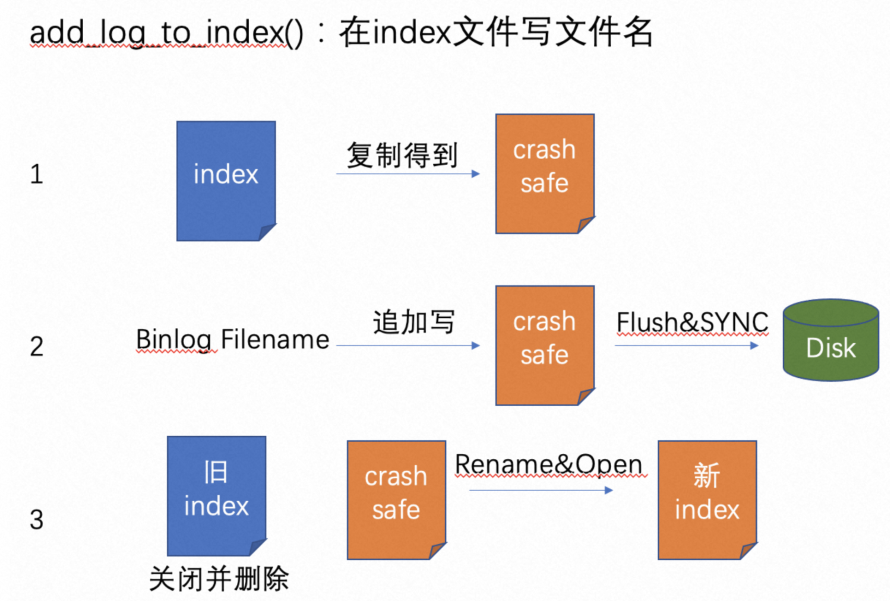 add_log_to_index()：在index文件写文件名
1
index
复制得到
crash
safe
2
Binlog Filename
追加写
crash
safe
Flush&SYNC
Disk
3
旧
index
关闭并删除
crash
safe
Rename&Open
新
index